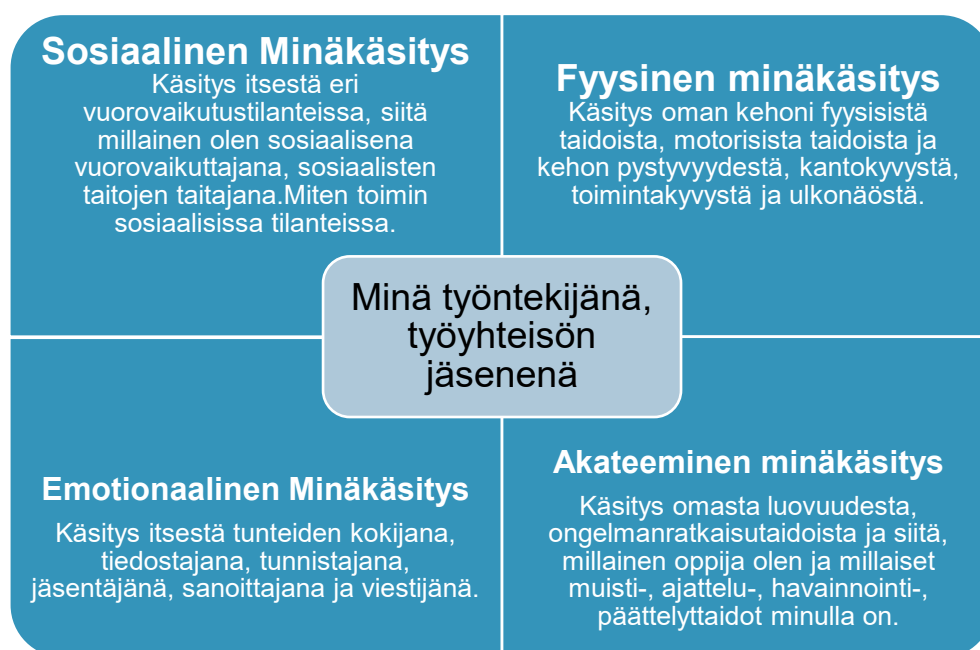 Sosiaalinen Minäkäsitys
Käsitys itsestä eri
vuorovaikutustilanteissa, siitä
millainen olen sosiaalisena
vuorovaikuttajana, sosiaalisten
taitojen taitajana.Miten toimin
sosiaalisissa tilanteissa.
Fyysinen minäkäsitys
Käsitys oman kehoni fyysisistä
taidoista, motorisista taidoista ja
kehon pystyvyydestä, kantokyvystä,
toimintakyvystä ja ulkonäöstä.
Minä työntekijänä,
työyhteisön
jäsenenä
Emotionaalinen Minäkäsitys
Käsitys itsestä tunteiden kokijana,
tiedostajana, tunnistajana,
jäsentäjänä, sanoittajana ja viestijänä.
Akateeminen minäkäsitys
Käsitys omasta luovuudesta,
ongelmanratkaisutaidoista ja siitä,
millainen oppija olen ja millaiset
muisti-, ajattelu-, havainnointi-,
päättelyttaidot minulla on.